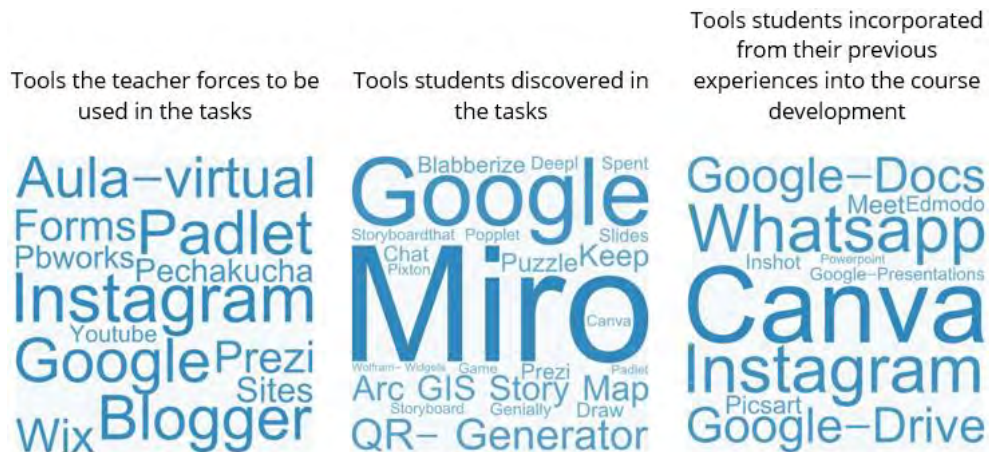 Tools the teacher forces to be
used in the tasks
Aula-virtual
Forms Padlet
Pbworks Pechakucha
Instagram
Youtube
Google Prezi
Sites
Wix Blogger
Tools students discovered in
the tasks
Blabberize Deepl Spent
Google
Storyboardthat Popplet Slides
Chat
Pixton Puzzle Keep
Miro
Canva
Wolfram- Widgets Game Prezi Padlet
Arc GIS Story Map
Storyboard Genially Draw
QR- Generator
Tools students incorporated
from their previous
experiences into the course
development
Google-Docs
Meet Edmodo
Whatsapp
Inshot Powerpoint
Google-Presentations
Canva
Instagram
Picsart
Google-Drive